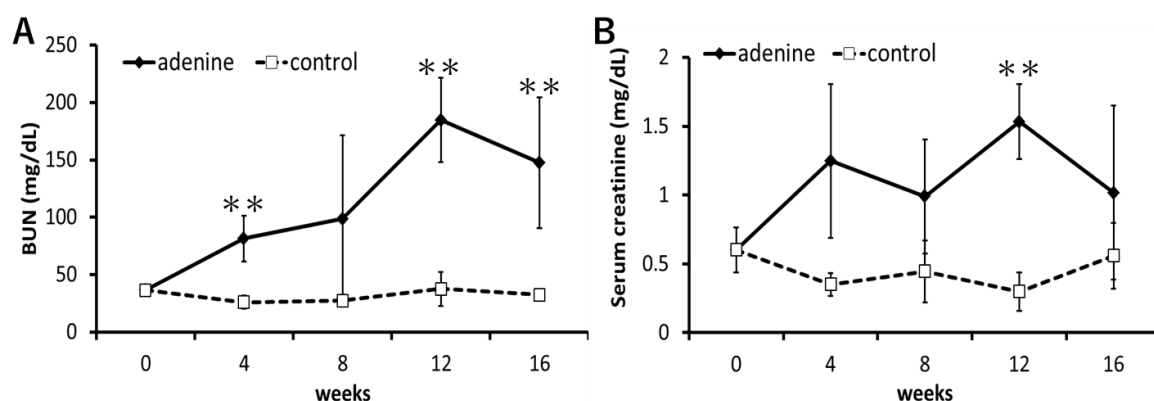 A
BUN (mg/dL)
250
200
150
100
50
0
adenine control
**
**
**
0 4 8 12 16
weeks
B
Serum creatinine (mg/dL)
2
1.5
1
0.5
0
adenine control
**
0 4 8 12 16
weeks